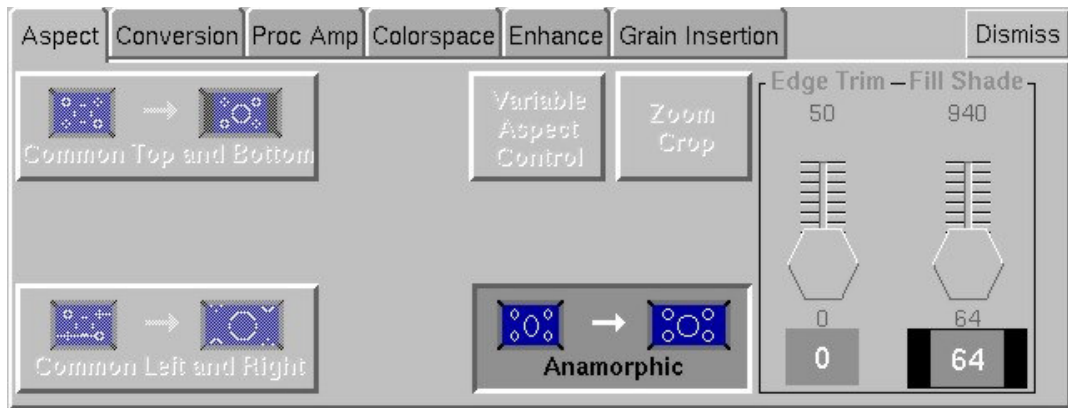 Aspect Conversion Proc Amp Colorspace Enhance Grain Insertion Dismiss
Common Top and Bottom
Variable
Aspect
Control
Zoom
Crop
Edge Trim Fill Shade
50 940
0 64
0 64
Common Left and Right
Anamorphic